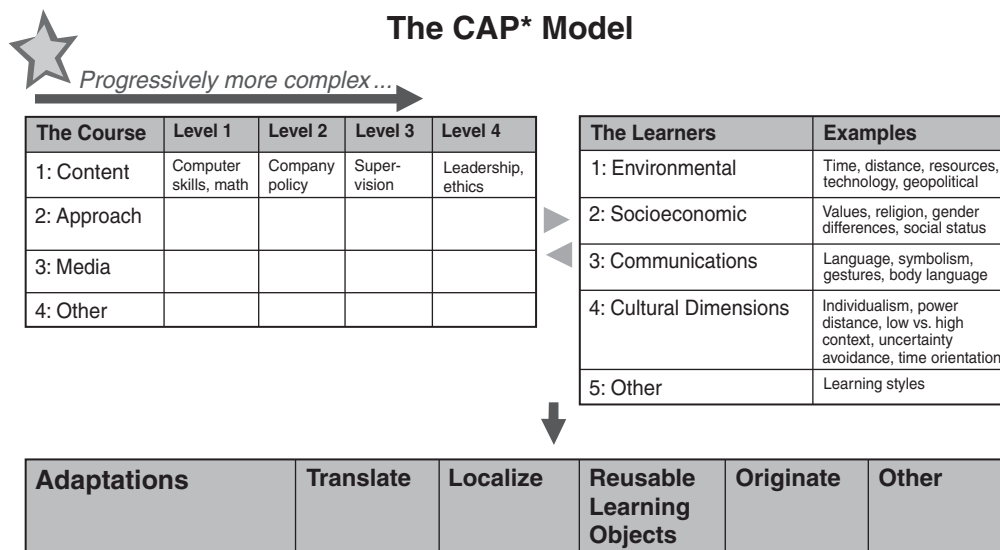 The CAP* Model
Progressively more complex...
The Course Level 1 Level 2 Level 3 Level 4
1: Content
Computer
skills, math
Company
policy
Super-
vision
Leadership,
ethics
2: Approach
3: Media
4: Other
The Learners Examples
1: Environmental
Time, distance, resources,
technology, geopolitical
2: Socioeconomic
Values, religion, gender
differences, social status
3: Communications
Language, symbolism,
gestures, body language
4: Cultural Dimensions
Individualism, power
distance, low vs. high
context, uncertainty
avoidance, time orientation
5: Other
Learning styles
Adaptations
Translate
Localize
Reusable
Learning
Objects
Originate
Other